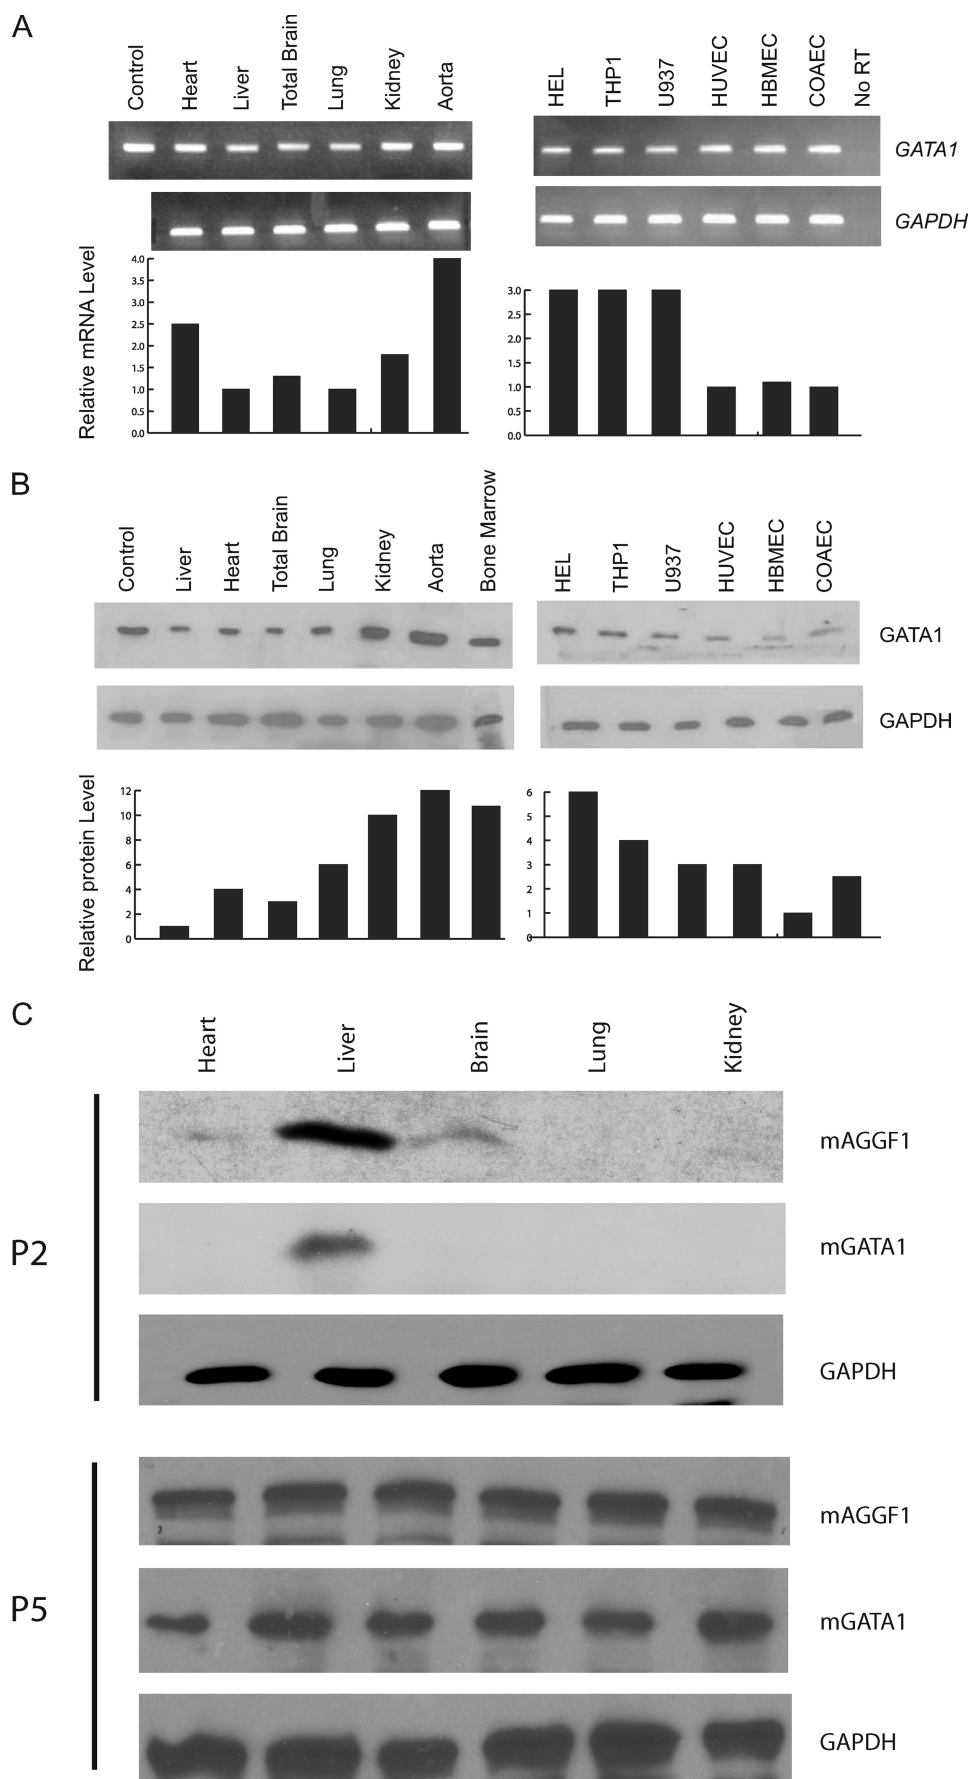 A
Control Heart Liver Total Brain Lung Kidney Aorta
HEL THP1 U937 HUVEC HBMEC COAEC No RT
GATA1
GAPDH
Relative mRNA Level
4.0
3.5
3.0
2.5
2.0
1.5
1.0
0.5
0.0
3.0
2.5
2.0
1.5
1.0
0.5
0.0
B
Control Liver Heart Total Brain Lung Kidney Aorta Bone Marrow
HEL THP1 U937 HUVEC HBMEC COAEC
GATA1
GAPDH
Relative protein Level
12
10
8
6
4
2
0
6
5
4
3
2
1
0
C
Heart Liver Brain Lung Kidney
P2
mAGGF1
mGATA1
GAPDH
P5
mAGGF1
mGATA1
GAPDH